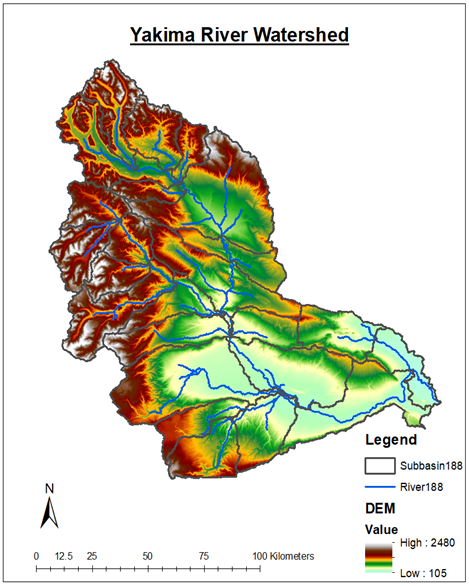 Yakima River Watershed
Legend
Subbasin188
River188
DEM
Value
High : 2480
Low : 105
N
0 12.5 25 50 75 100 Kilometers